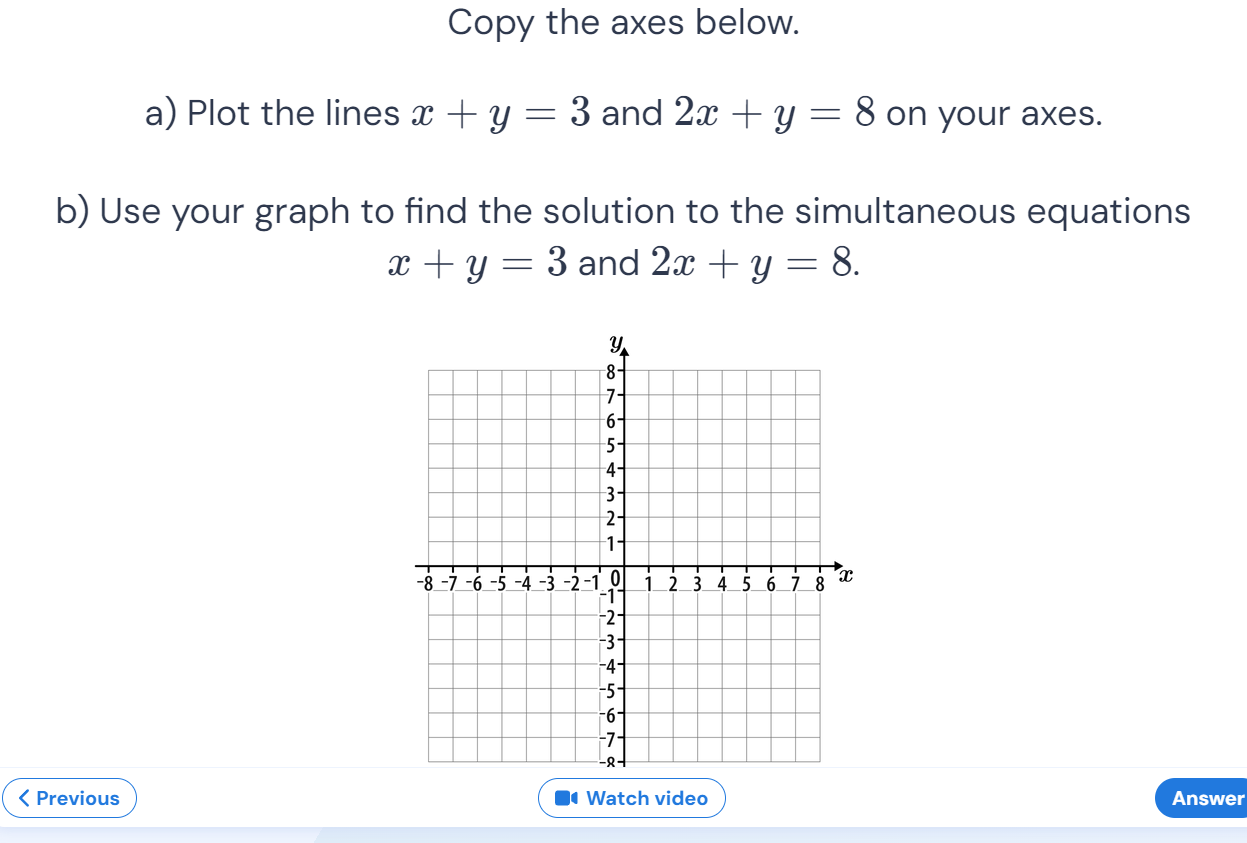 Copy the axes below.
a) Plot the lines x + y = 3 and 2x + y = 8 on your axes.
b) Use your graph to find the solution to the simultaneous equations
x + y = 3 and 2x + y = 8.
y
8
7
6
5
4
3
2
1
-8 -7 -6 -5 -4 -3 -2 -1 0 1 2 3 4 5 6 7 8 x
-1
-2
-3
-4
-5
-6
-7
-8
Previous Watch video Answer